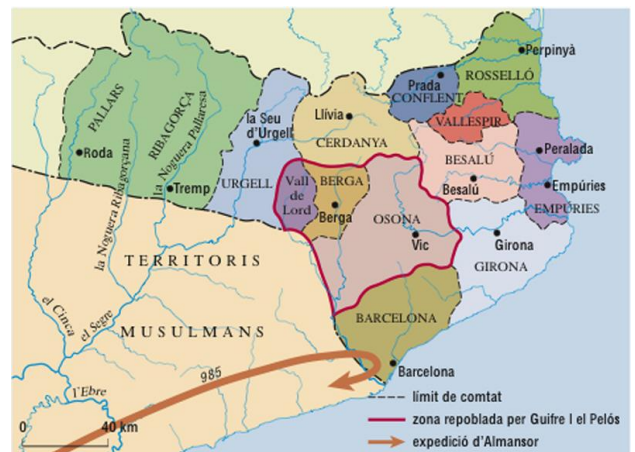 Perpinyà
ROSSELLÓ
Prada
CONFLENT
VALLESPIR
PALLARS
RIBAGORÇA
la Noguera Pallaresa
la Noguera Ribagorçana
Roda
Tremp
la Seu
d'Urgell
URGELL
Llívia
CERDANYA
BESALÚ
Besalú
Peralada
Empúries
EMPÚRIES
Vall
de
Lord
BERGA
Berga
OSONA
Vic
Girona
GIRONA
TERRITORIS
MUSULMANS
el Cinca
el Segre
l'Ebre
BARCELONA
Barcelona
985
0 40 km
límit de comtat
zona repoblada per Guifre I el Pelós
expedició d'Almansor